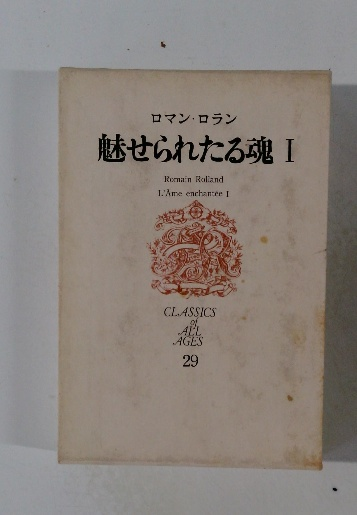 ロマン・ロラン
魅せられたる魂 I
Romain Rolland
L'Âme enchantée I
CLASSICS
of
ALL
AGES
29